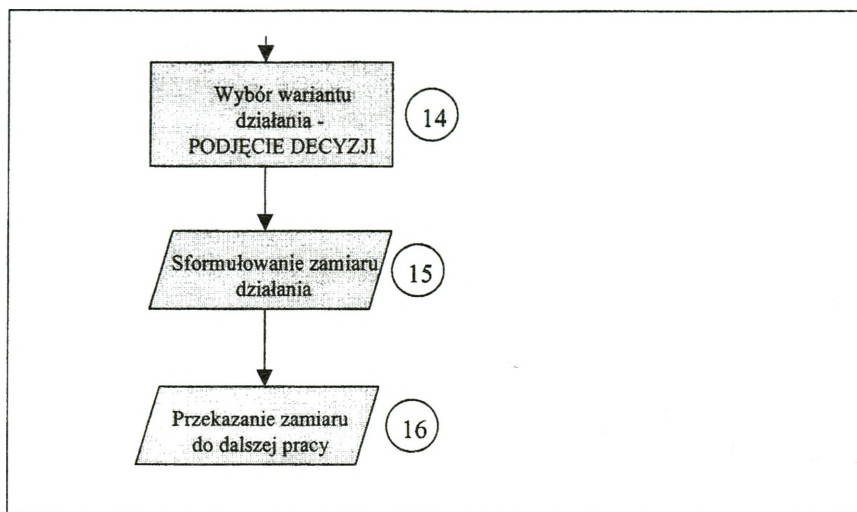 Wybór wariantu
działania -
PODJĘCIE DECYZJI
14
Sformułowanie zamiaru
działania
15
Przekazanie zamiaru
do dalszej pracy
16